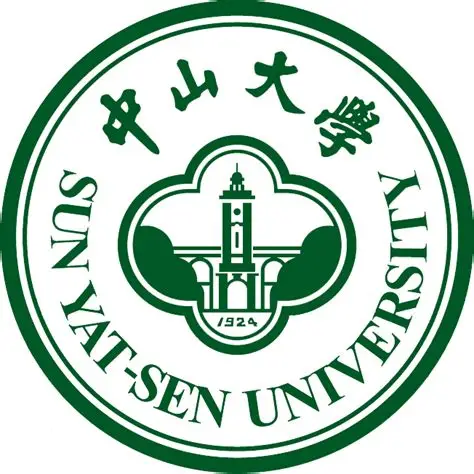 中山大學
SUN YAT-SEN UNIVERSITY
1924